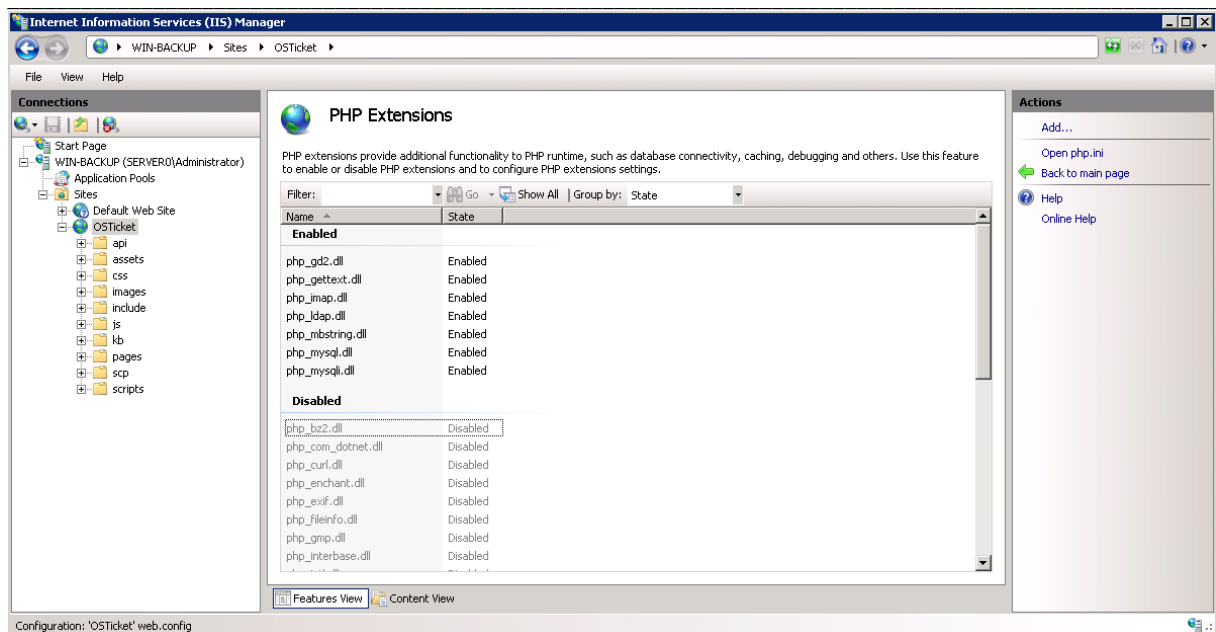 Internet Information Services (IIS) Manager
WIN-BACKUP Sites OSTicket
File View Help
Connections
Start Page
WIN-BACKUP (SERVER0\Administrator)
Application Pools
Sites
Default Web Site
OSTicket
api
assets
css
images
include
js
kb
pages
scp
scripts
PHP Extensions
PHP extensions provide additional functionality to PHP runtime, such as database connectivity, caching, debugging and others. Use this feature
to enable or disable PHP extensions and to configure PHP extensions settings.
Filter: Go Show All Group by: State
Name State
Enabled
php_gd2.dll Enabled
php_gettext.dll Enabled
php_imap.dll Enabled
php_ldap.dll Enabled
php_mbstring.dll Enabled
php_mysql.dll Enabled
php_mysqli.dll Enabled
Disabled
php_bz2.dll Disabled
php_com_dotnet.dll Disabled
php_curl.dll Disabled
php_enchant.dll Disabled
php_exif.dll Disabled
php_fileinfo.dll Disabled
php_gmp.dll Disabled
php_interbase.dll Disabled
Features View Content View
Actions
Add...
Open php.ini
Back to main page
Help
Online Help
Configuration: 'OSTicket' web.config